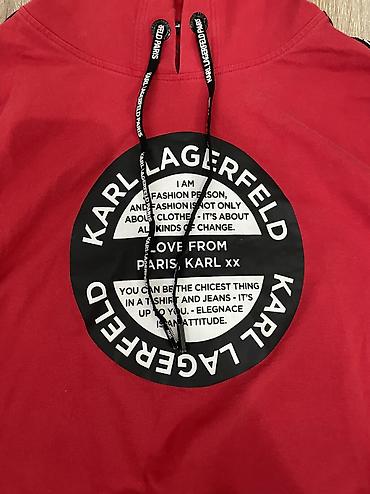 KARL LAGERFELD
I AM
FASHION PERSON,
AND FASHION IS NOT ONLY
ABOUT CLOTHES - IT'S ABOUT
ALL KINDS OF CHANGE.
LOVE FROM
PARIS, KARL xx
YOU CAN BE THE CHICEST THING
IN A T-SHIRT AND JEANS - IT'S
UP TO YOU. - ELEGNACE
IS AN ATTITUDE.
KARL LAGERFELD
FELD PARIS
KARL LAGERFELD PARIS
KARL LAGERFELD PARIS